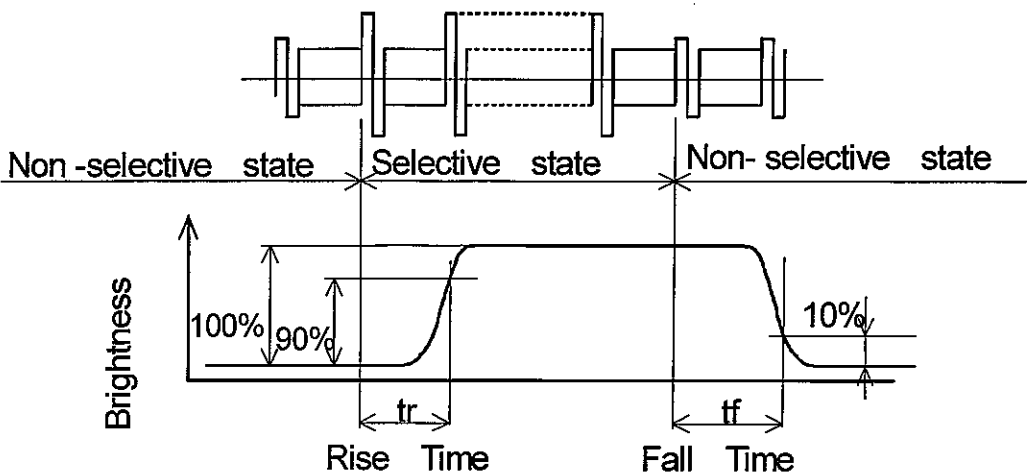 Non -selective state
Selective state
Non- selective state
Brightness
100%
90%
10%
tr
tf
Rise Time
Fall Time